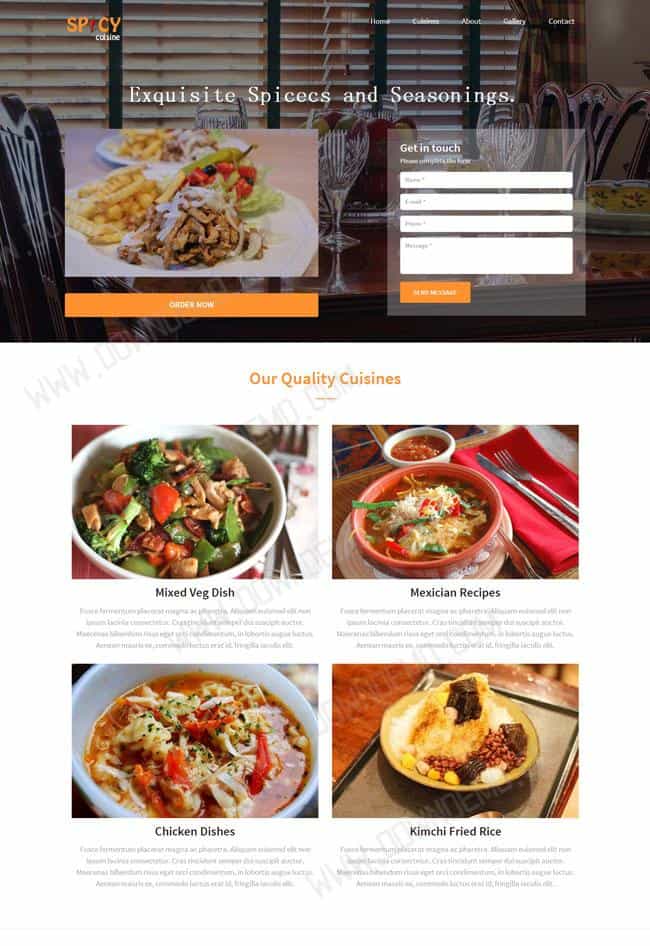 SPICY
cuisine
Home Cuisines About Gallery Contact
Exquisite Spicecs and Seasonings.
Get in touch
Please complete the form
Name *
E-mail *
Phone *
Message *
ORDER NOW
SEND MESSAGE
Our Quality Cuisines
Mixed Veg Dish
Fusce fermentum placerat magna ac pharetra. Aliquam euismod elit non
ipsum lacinia consectetur. Cras tincidunt semper dui suscipit auctor.
Maecenas bibendum risus eget orci condimentum, in lobortis augue luctus.
Aenean mauris ex, commodo luctus erat id, fringilla iaculis elit.
Mexician Recipes
Fusce fermentum placerat magna ac pharetra. Aliquam euismod elit non
ipsum lacinia consectetur. Cras tincidunt semper dui suscipit auctor.
Maecenas bibendum risus eget orci condimentum, in lobortis augue luctus.
Aenean mauris ex, commodo luctus erat id, fringilla iaculis elit.
Chicken Dishes
Fusce fermentum placerat magna ac pharetra. Aliquam euismod elit non
ipsum lacinia consectetur. Cras tincidunt semper dui suscipit auctor.
Maecenas bibendum risus eget orci condimentum, in lobortis augue luctus.
Aenean mauris ex, commodo luctus erat id, fringilla iaculis elit.
Kimchi Fried Rice
Fusce fermentum placerat magna ac pharetra. Aliquam euismod elit non
ipsum lacinia consectetur. Cras tincidunt semper dui suscipit auctor.
Maecenas bibendum risus eget orci condimentum, in lobortis augue luctus.
Aenean mauris ex, commodo luctus erat id, fringilla iaculis elit.
WWW.DOWNDEMO.COM